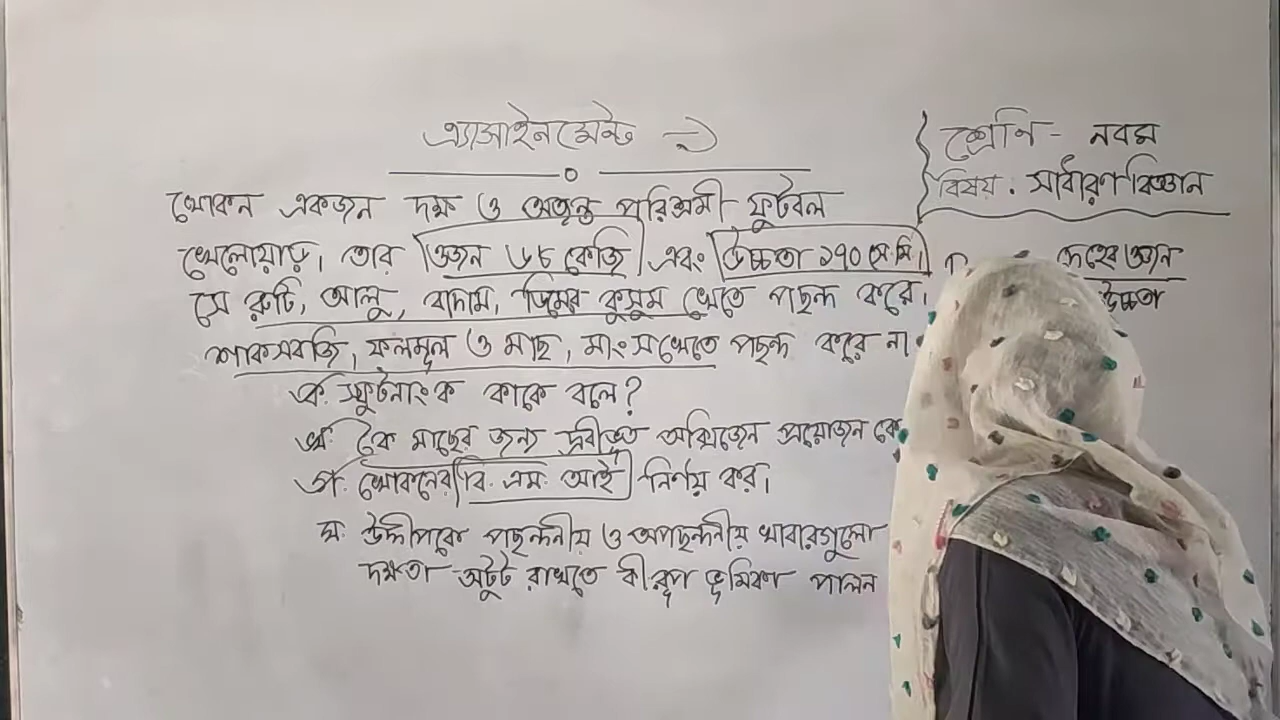 এ্যাসাইনমেন্ট -১
শ্রেণি - নবম
বিষয়. সাধারণ বিজ্ঞান
খোকন একজন দক্ষ ও অত্যন্ত পরিশ্রমী ফুটবল
খেলোয়াড়। তার ওজন ৬৮ কেজি এবং উচ্চতা ১৭০ সে.মি.।
সে রুটি, আলু, বাদাম, ডিমের কুসুম খেতে পছন্দ করে।
শাকসবজি, ফলমূল ও মাছ, মাংস খেতে পছন্দ করে না
ক. স্ফুটনাংক কাকে বলে?
খ. কৈ মাছের জন্য দ্রবীভূত অক্সিজেন প্রয়োজন
গ. খোকনের বি. এম. আই নির্ণয় কর।
ঘ. উদ্দীপকে পছন্দনীয় ও অপছন্দনীয় খাবারগুলো
দক্ষতা অটুট রাখতে কীরূপ ভূমিকা পালন
দেহের ওজন
উচ্চতা